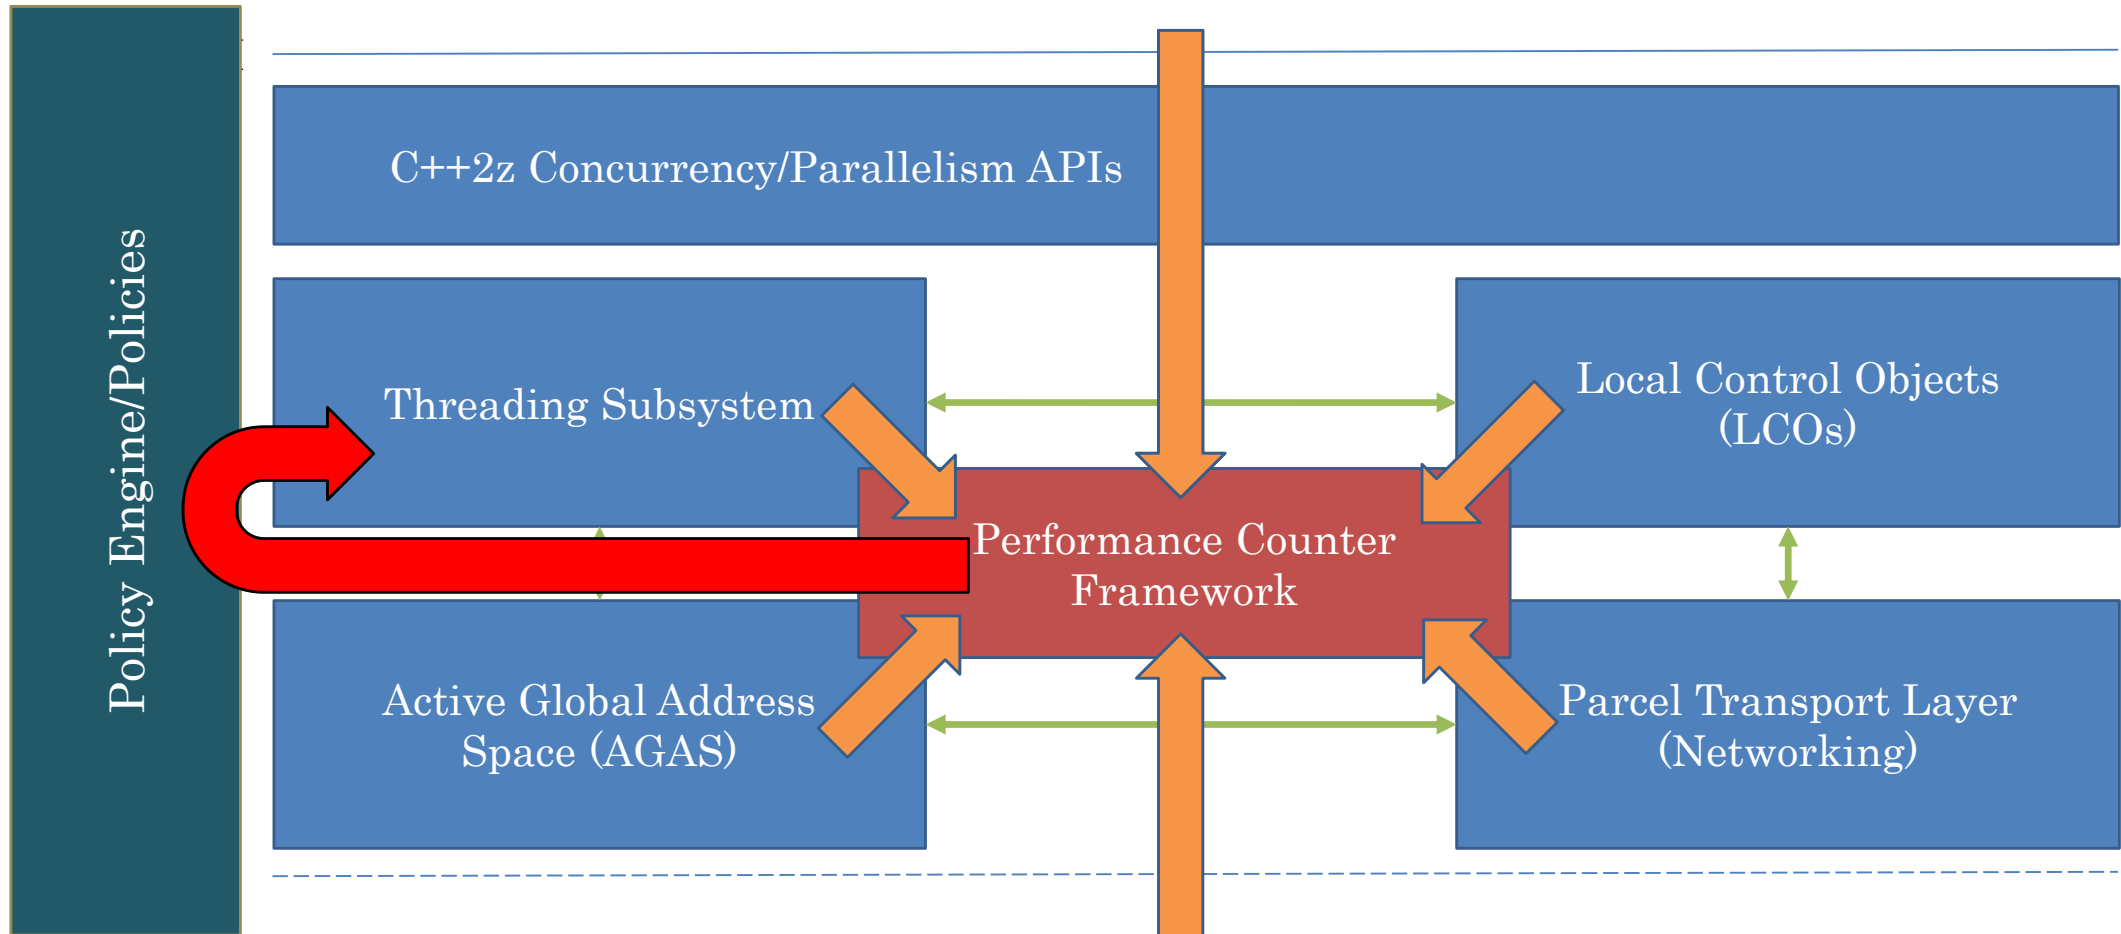 Policy Engine/Policies
C++2z Concurrency/Parallelism APIs
Threading Subsystem
Local Control Objects
(LCOs)
Performance Counter
Framework
Active Global Address
Space (AGAS)
Parcel Transport Layer
(Networking)